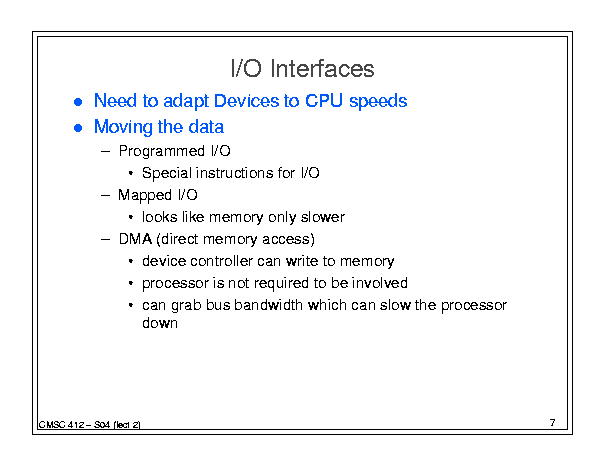 I/O Interfaces
● Need to adapt Devices to CPU speeds
● Moving the data
– Programmed I/O
• Special instructions for I/O
– Mapped I/O
• looks like memory only slower
– DMA (direct memory access)
• device controller can write to memory
• processor is not required to be involved
• can grab bus bandwidth which can slow the processor
down
CMSC 412 – S04 (lect 2)
7